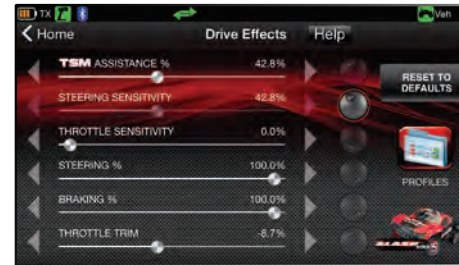 TX Veh
Home Drive Effects Help
TSM ASSISTANCE % 42.8%
STEERING SENSITIVITY 42.8%
THROTTLE SENSITIVITY 0.0%
STEERING % 100.0%
BRAKING % 100.0%
THROTTLE TRIM -8.7%
RESET TO
DEFAULTS
PROFILES
SLASH